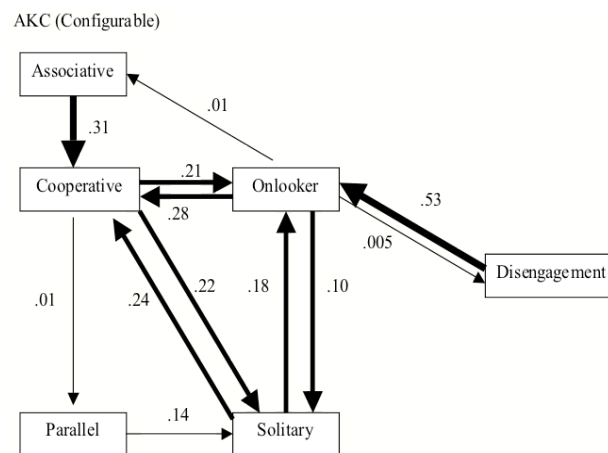 AKC (Configurable)
Associative
.01
.31
Cooperative
.21
Onlooker
.28
.53
.005
Disengagement
.01
.24
.22
.18
.10
Parallel
.14
Solitary